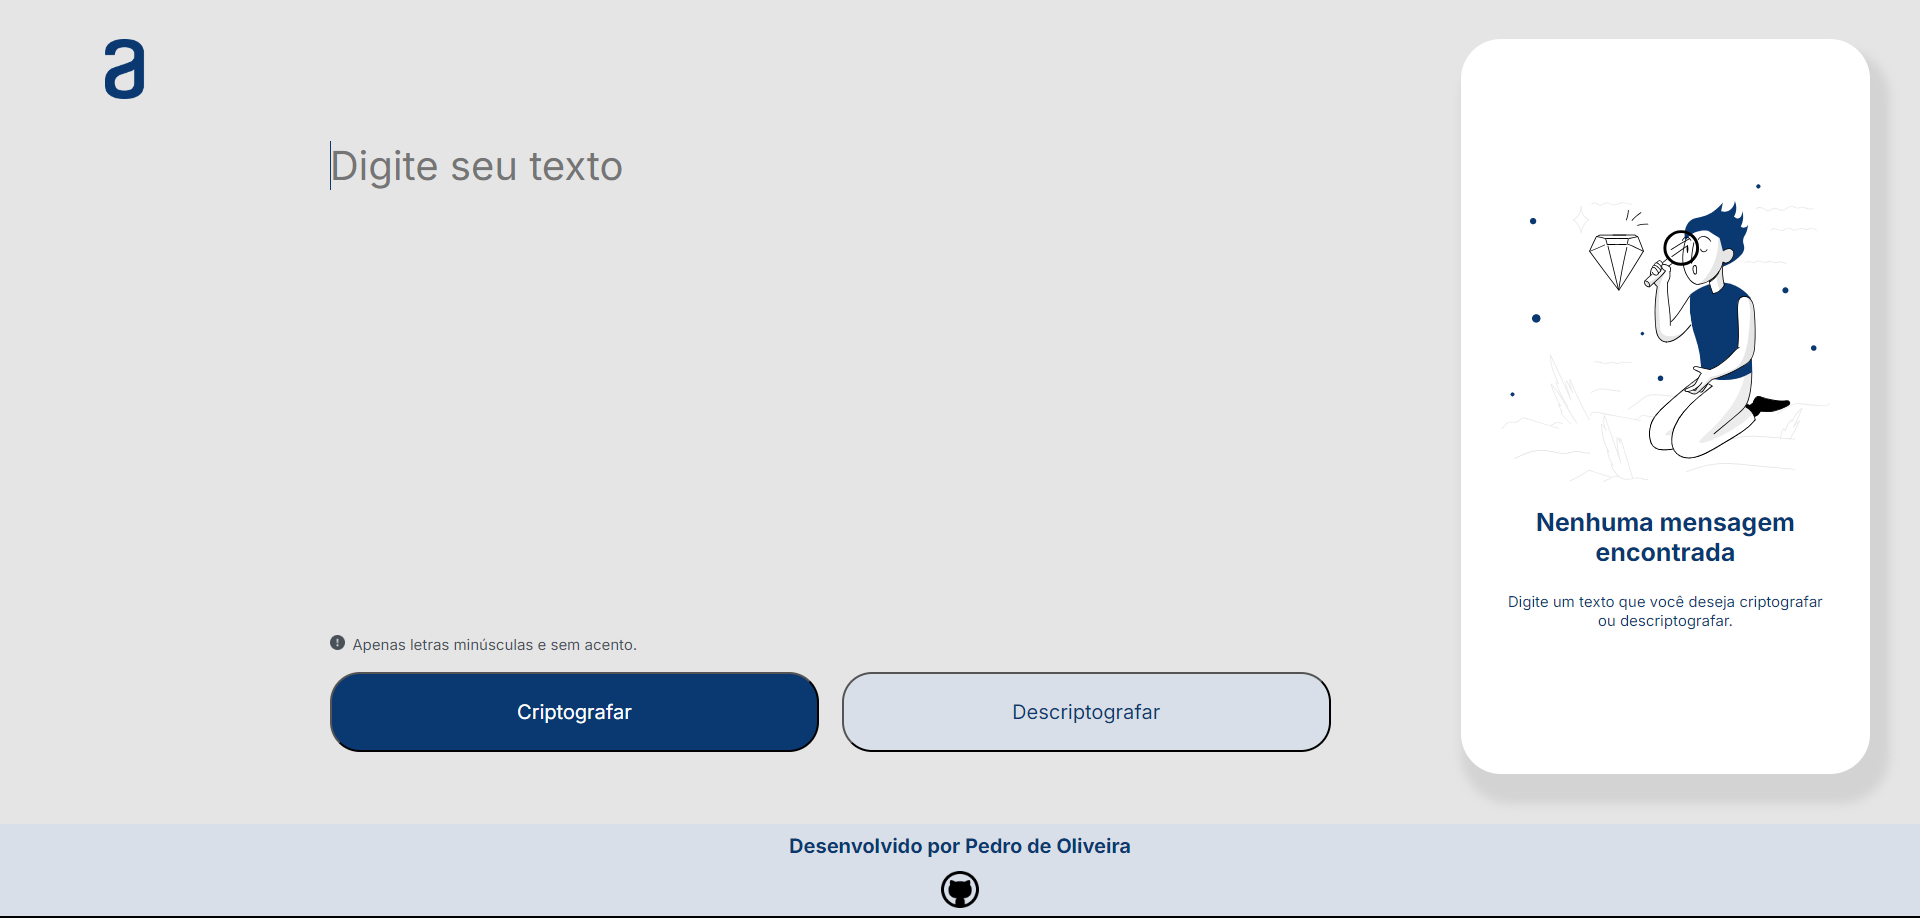 a
Digite seu texto
Nenhuma mensagem
encontrada
Digite um texto que você deseja criptografar
ou descriptografar.
Apenas letras minúsculas e sem acento.
Criptografar
Descriptografar
Desenvolvido por Pedro de Oliveira